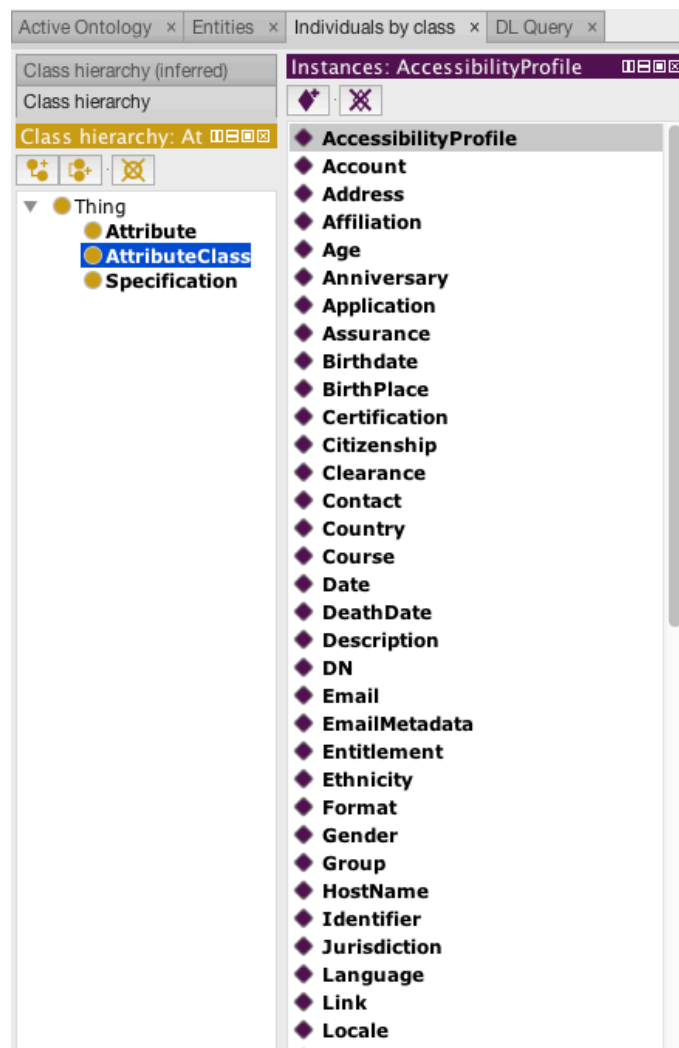 Active Ontology × Entities × Individuals by class × DL Query ×
Class hierarchy (inferred)
Class hierarchy
Class hierarchy: At
Thing
Attribute
AttributeClass
Specification
Instances: AccessibilityProfile
AccessibilityProfile
Account
Address
Affiliation
Age
Anniversary
Application
Assurance
Birthdate
BirthPlace
Certification
Citizenship
Clearance
Contact
Country
Course
Date
DeathDate
Description
DN
Email
EmailMetadata
Entitlement
Ethnicity
Format
Gender
Group
HostName
Identifier
Jurisdiction
Language
Link
Locale